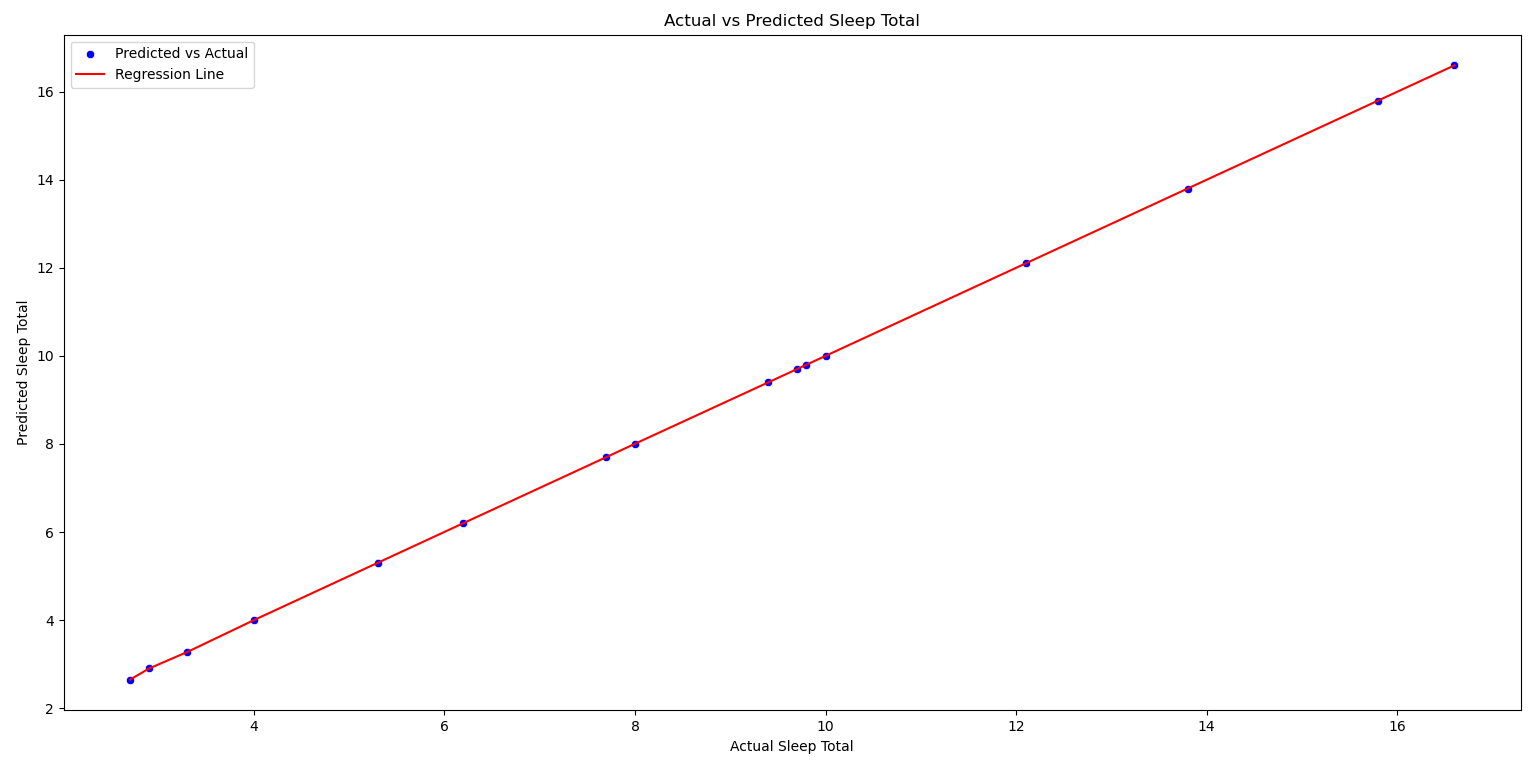 Actual vs Predicted Sleep Total
Predicted vs Actual
Regression Line
16
14
12
10
8
6
4
2
Predicted Sleep Total
4 6 8 10 12 14 16
Actual Sleep Total